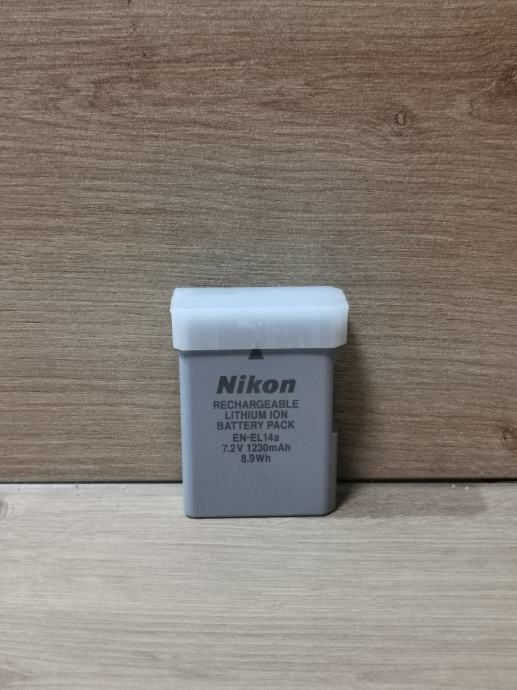 Nikon
RECHARGEABLE
LITHIUM ION
BATTERY PACK
EN-EL14a
7.2V 1230mAh
8.9Wh